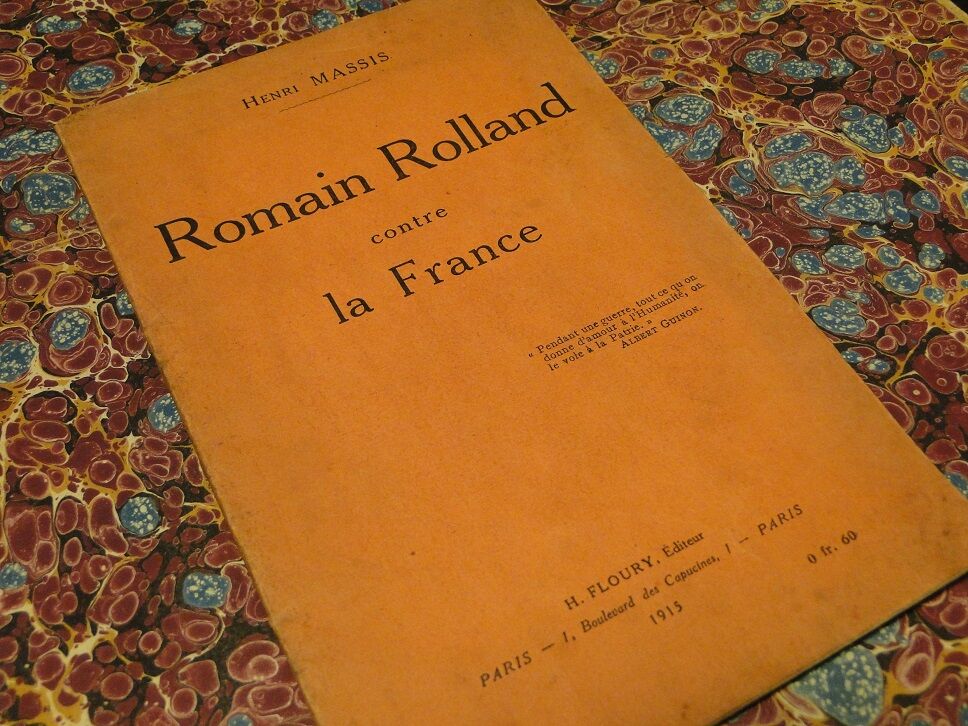 Henri MASSIS
Romain Rolland
contre
la France
« Pendant une guerre, tout ce qu'on
donne d'amour à l'Humanité, on
le vole à la Patrie. »
Albert Guinon.
H. FLOURY, Éditeur
PARIS — 1, Boulevard des Capucines, 1 — PARIS
1915
0 fr. 60